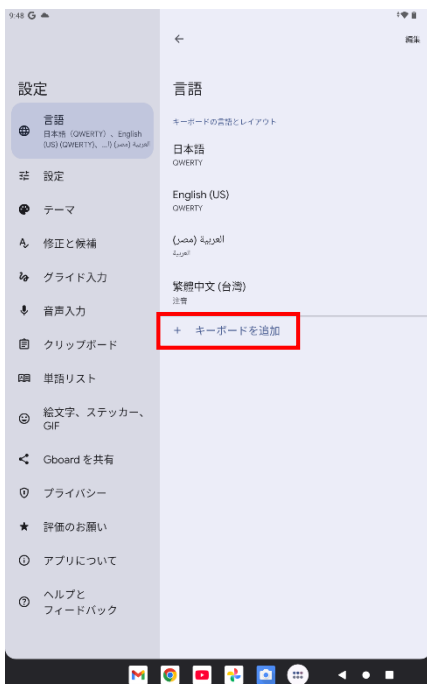 9:48 G
編集
設定
言語
日本語（QWERTY）、English
(US) (QWERTY)、...العربية (مصر) (ا
設定
テーマ
修正と候補
グライド入力
音声入力
クリップボード
単語リスト
絵文字、ステッカー、
GIF
Gboard を共有
プライバシー
評価のお願い
アプリについて
ヘルプと
フィードバック
言語
キーボードの言語とレイアウト
日本語
QWERTY
English (US)
QWERTY
العربية (مصر)
العربية
繁體中文 (台灣)
注音
+ キーボードを追加